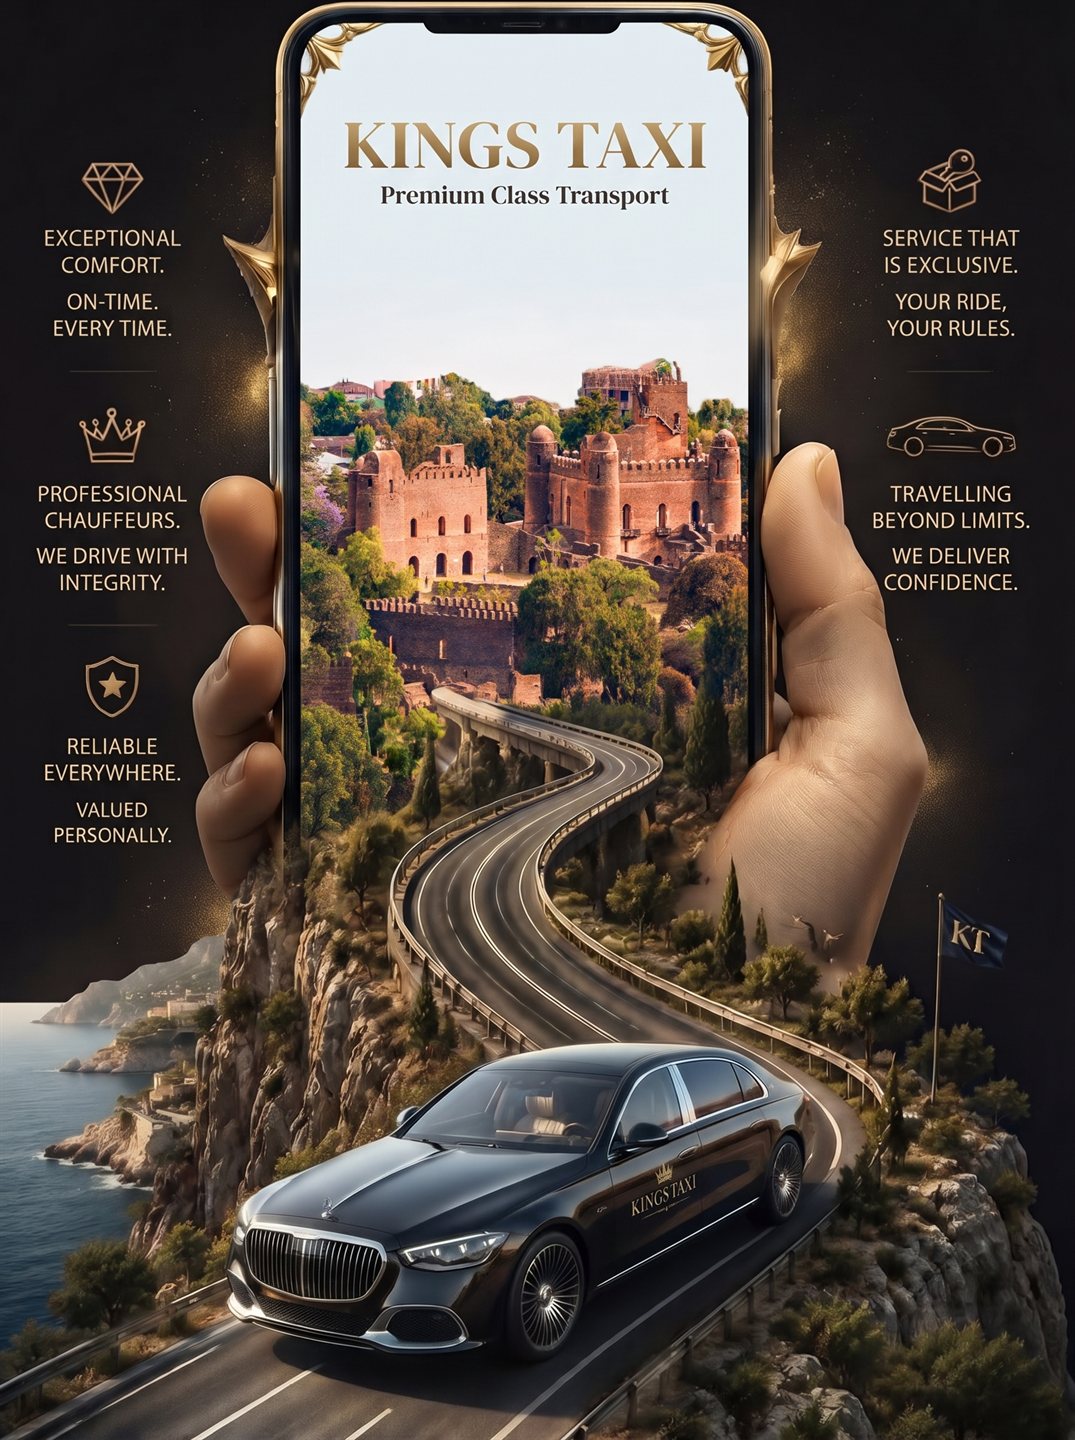 KINGS TAXI
Premium Class Transport
EXCEPTIONAL
COMFORT.
ON-TIME.
EVERY TIME.
PROFESSIONAL
CHAUFFEURS.
WE DRIVE WITH
INTEGRITY.
RELIABLE
EVERYWHERE.
VALUED
PERSONALLY.
SERVICE THAT
IS EXCLUSIVE.
YOUR RIDE,
YOUR RULES.
TRAVELLING
BEYOND LIMITS.
WE DELIVER
CONFIDENCE.
KT
KINGS TAXI